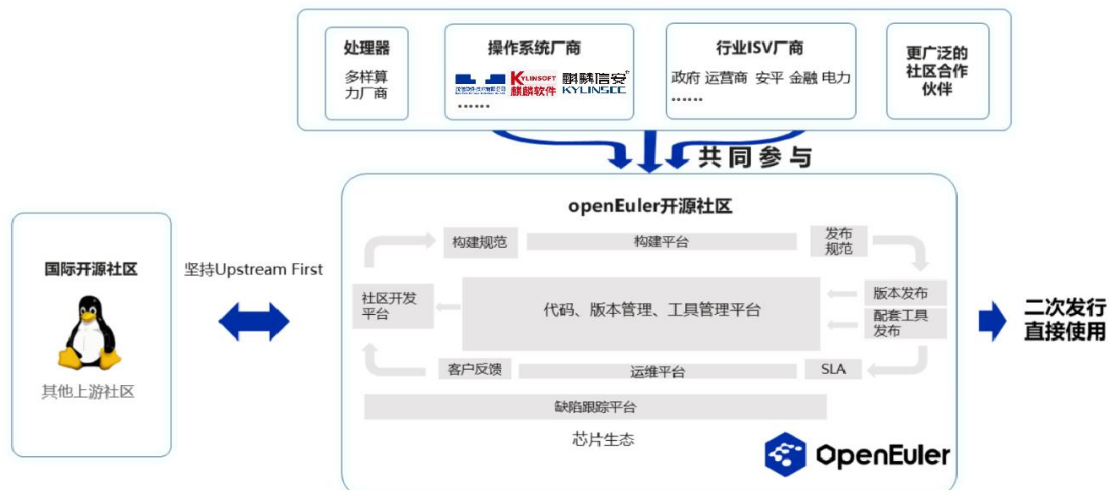 处理器
多样算
力厂商
操作系统厂商
KYLINSOFT
麒麟软件
麒麟信安
KYLINSEC
......
行业ISV厂商
政府 运营商 安平 金融 电力
......
更广泛的
社区合作
伙伴
共同参与
国际开源社区
其他上游社区
坚持Upstream First
openEuler开源社区
构建规范
构建平台
发布
规范
社区开发
平台
代码、版本管理、工具管理平台
版本发布
配套工具
发布
客户反馈
运维平台
SLA
缺陷跟踪平台
芯片生态
OpenEuler
二次发行
直接使用